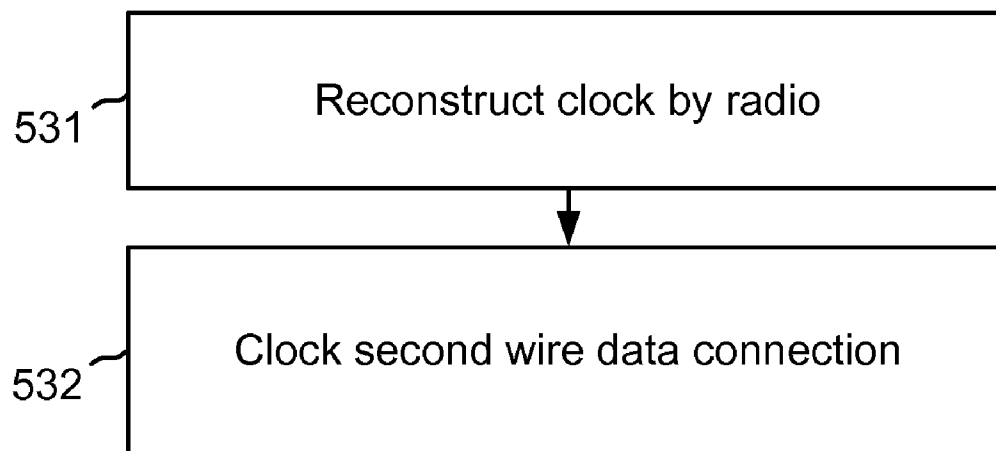 Reconstruct clock by radio
531
Clock second wire data connection
532